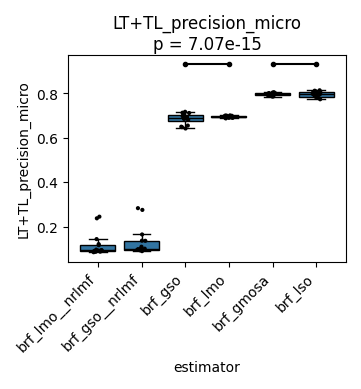 LT+TL_precision_micro
p = 7.07e-15
LT+TL_precision_micro
0.8
0.6
0.4
0.2
brf_lmo__nrlmf
brf_gso__nrlmf
brf_gso
brf_lmo
brf_gmosa
brf_lso
estimator